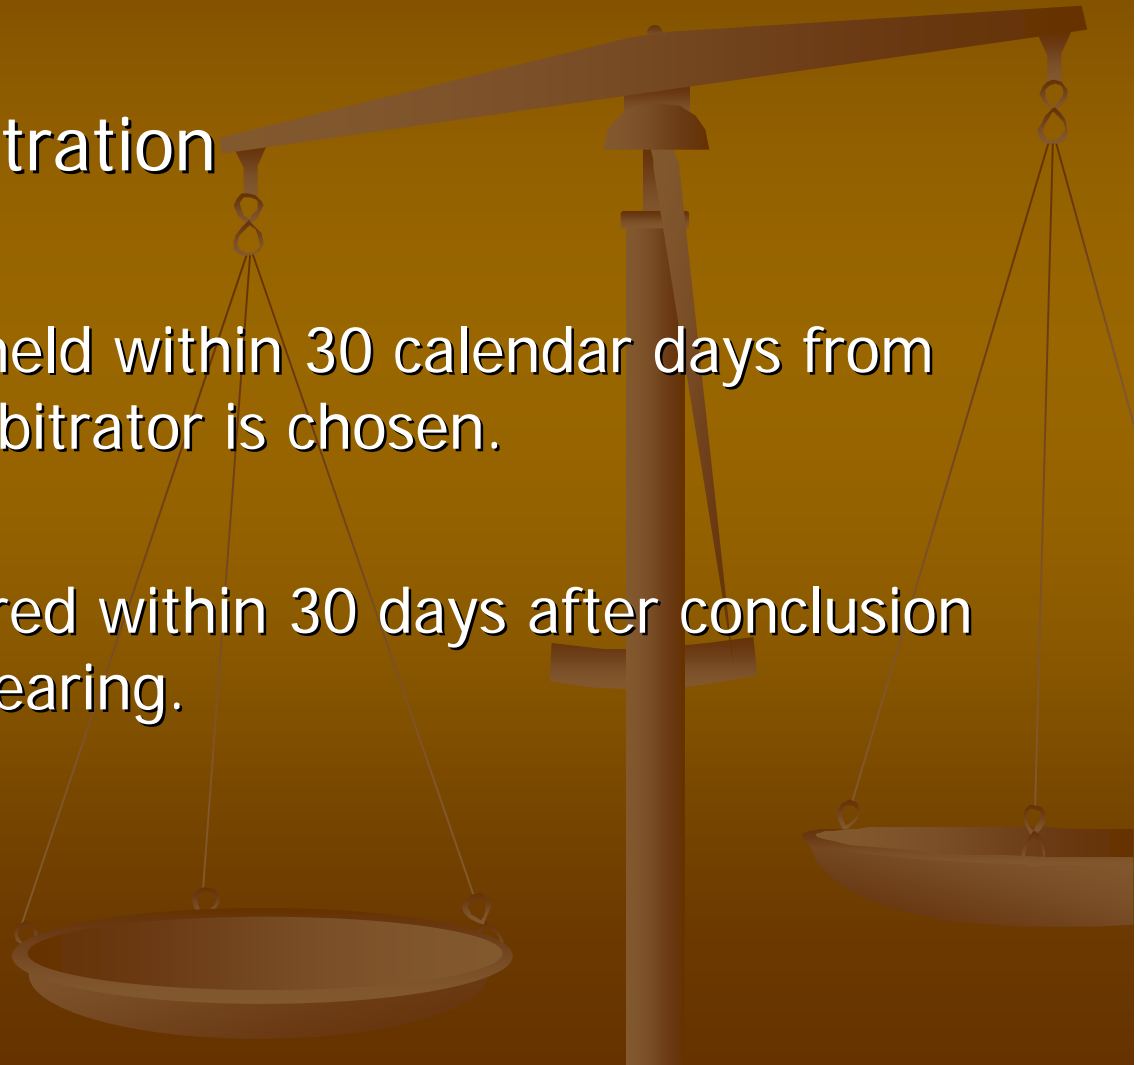 tration
held within 30 calendar days from
bitrator is chosen.
red within 30 days after conclusion
earing.